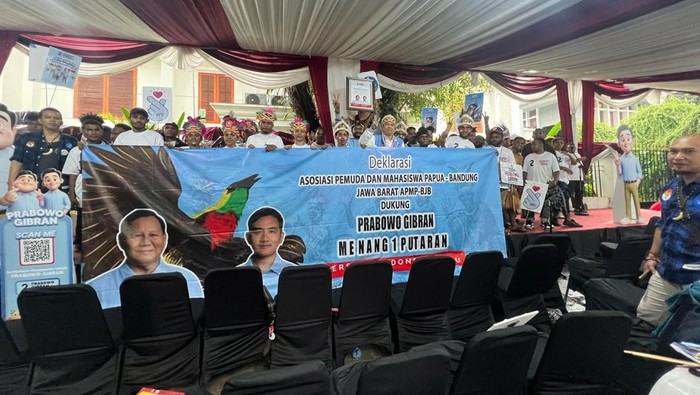 Deklarasi
ASOSIASI PEMUDA DAN MAHASISWA PAPUA - BANDUNG
JAWA BARAT APMP-BJB
DUKUNG
PRABOWO GIBRAN
MENANG 1 PUTARAN
PRABOWO
GIBRAN
SCAN ME
2